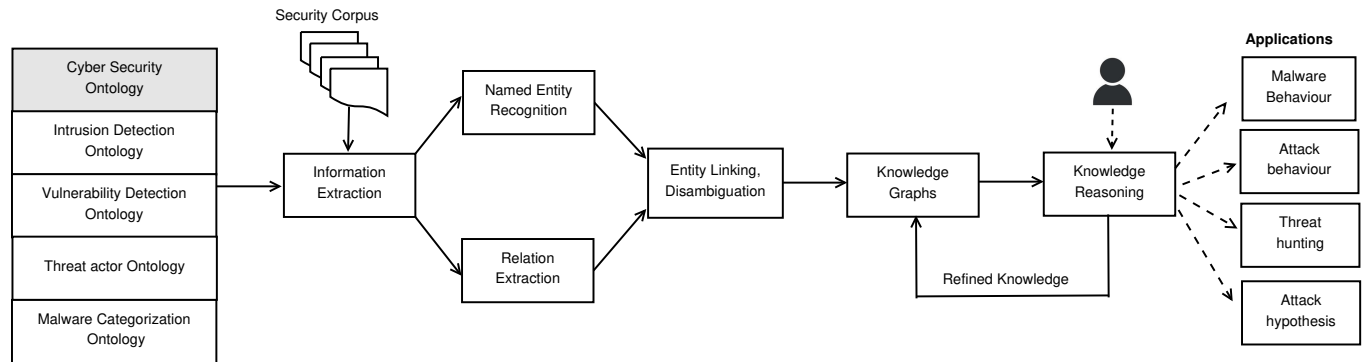 Security Corpus
Cyber Security
Ontology
Intrusion Detection
Ontology
Vulnerability Detection
Ontology
Threat actor Ontology
Malware Categorization
Ontology
Information
Extraction
Named Entity
Recognition
Relation
Extraction
Entity Linking,
Disambiguation
Knowledge
Graphs
Knowledge
Reasoning
Refined Knowledge
Applications
Malware
Behaviour
Attack
behaviour
Threat
hunting
Attack
hypothesis